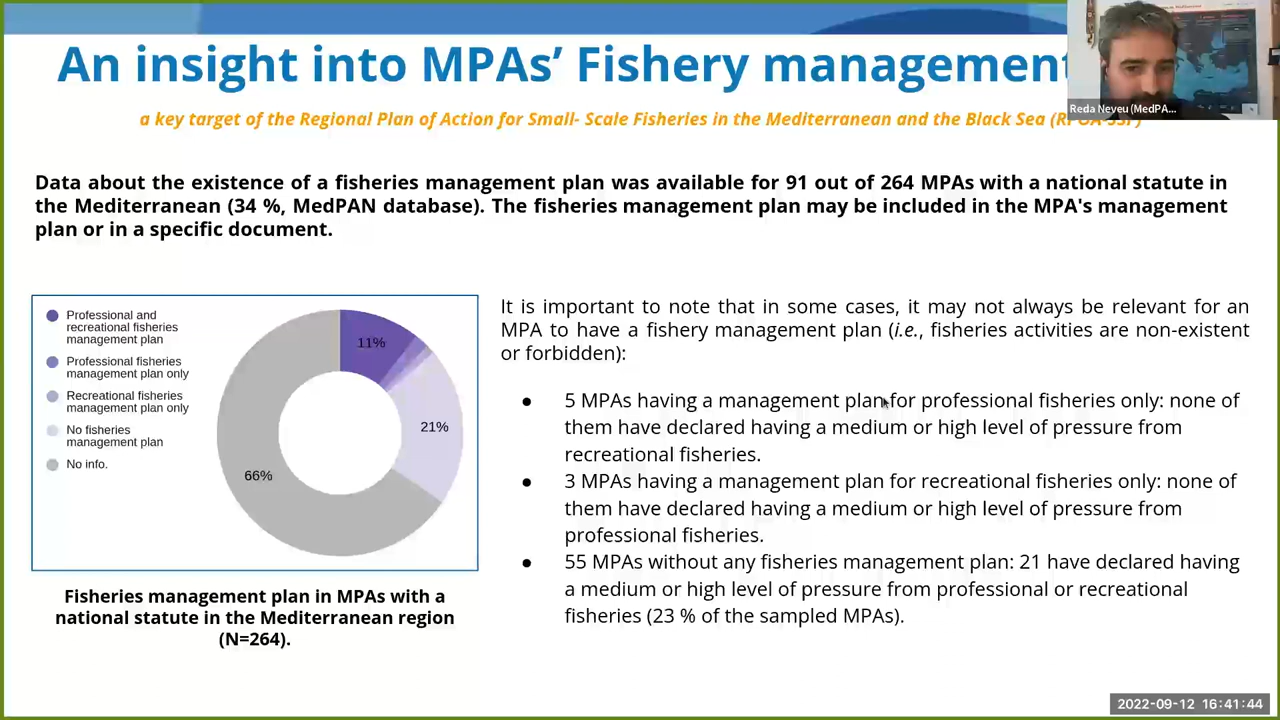 An insight into MPAs’ Fishery management
a key target of the Regional Plan of Action for Small- Scale Fisheries in the Mediterranean and the Black Sea (RPOA-SSF)
Reda Neveu (MedPA...
Data about the existence of a fisheries management plan was available for 91 out of 264 MPAs with a national statute in
the Mediterranean (34 %, MedPAN database). The fisheries management plan may be included in the MPA's management
plan or in a specific document.
Professional and
recreational fisheries
management plan
Professional fisheries
management plan only
Recreational fisheries
management plan only
No fisheries
management plan
No info.
11%
21%
66%
Fisheries management plan in MPAs with a
national statute in the Mediterranean region
(N=264).
It is important to note that in some cases, it may not always be relevant for an
MPA to have a fishery management plan (i.e., fisheries activities are non-existent
or forbidden):
● 5 MPAs having a management plan for professional fisheries only: none of
them have declared having a medium or high level of pressure from
recreational fisheries.
● 3 MPAs having a management plan for recreational fisheries only: none of
them have declared having a medium or high level of pressure from
professional fisheries.
● 55 MPAs without any fisheries management plan: 21 have declared having
a medium or high level of pressure from professional or recreational
fisheries (23 % of the sampled MPAs).
2022-09-12 16:41:44